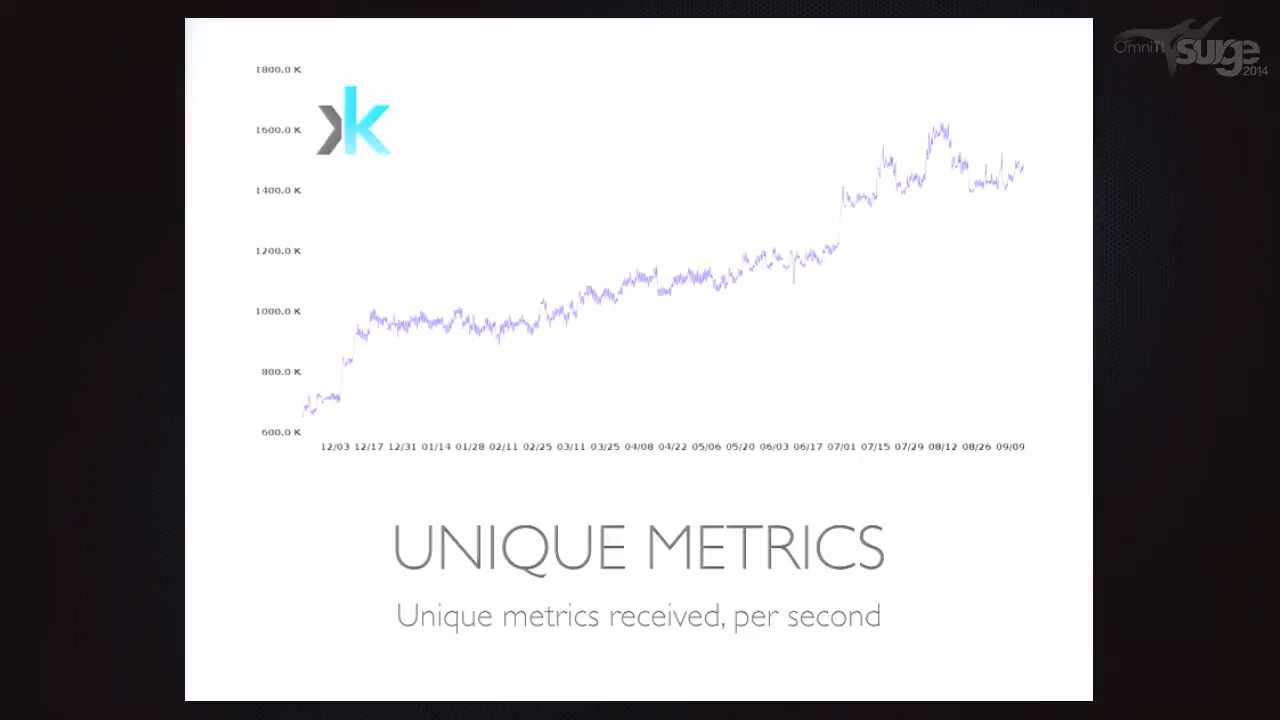 OmniTI
surge
2014
1800.0 K
1600.0 K
1400.0 K
1200.0 K
1000.0 K
800.0 K
600.0 K
12/03 12/17 12/31 01/14 01/28 02/11 02/25 03/11 03/25 04/08 04/22 05/06 05/20 06/03 06/17 07/01 07/15 07/29 08/12 08/26 09/09
k
UNIQUE METRICS
Unique metrics received, per second